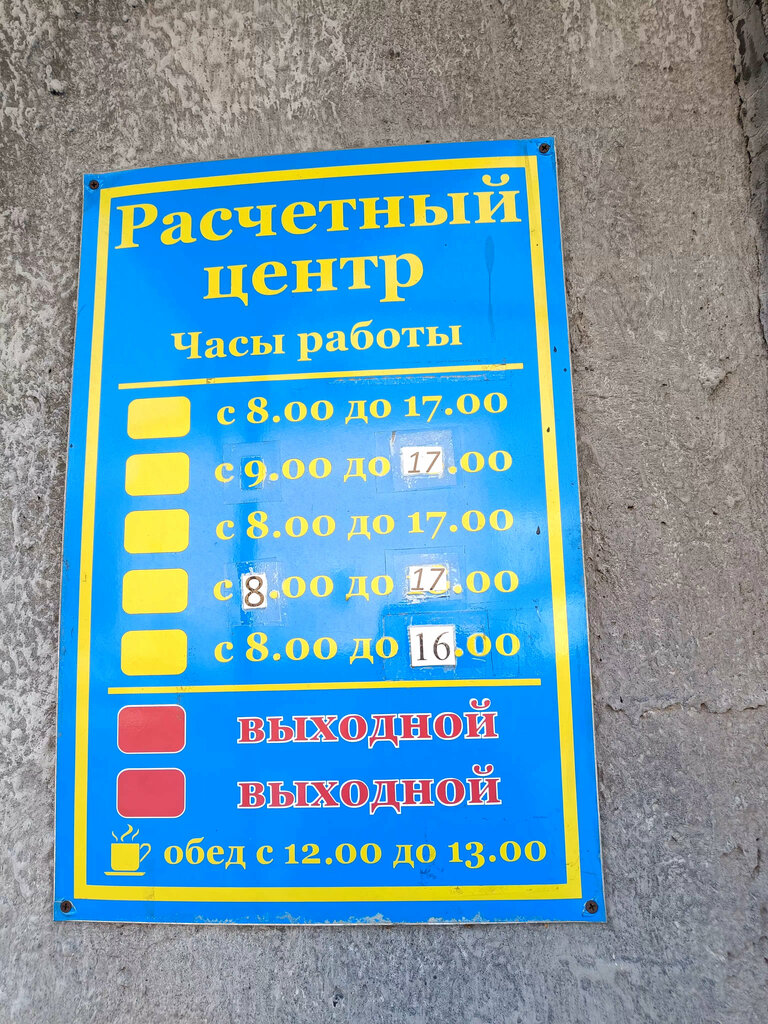 Расчетный
центр
Часы работы
с 8.00 до 17.00
с 9.00 до 17.00
с 8.00 до 17.00
с 8.00 до 17.00
с 8.00 до 16.00
выходной
выходной
обед с 12.00 до 13.00